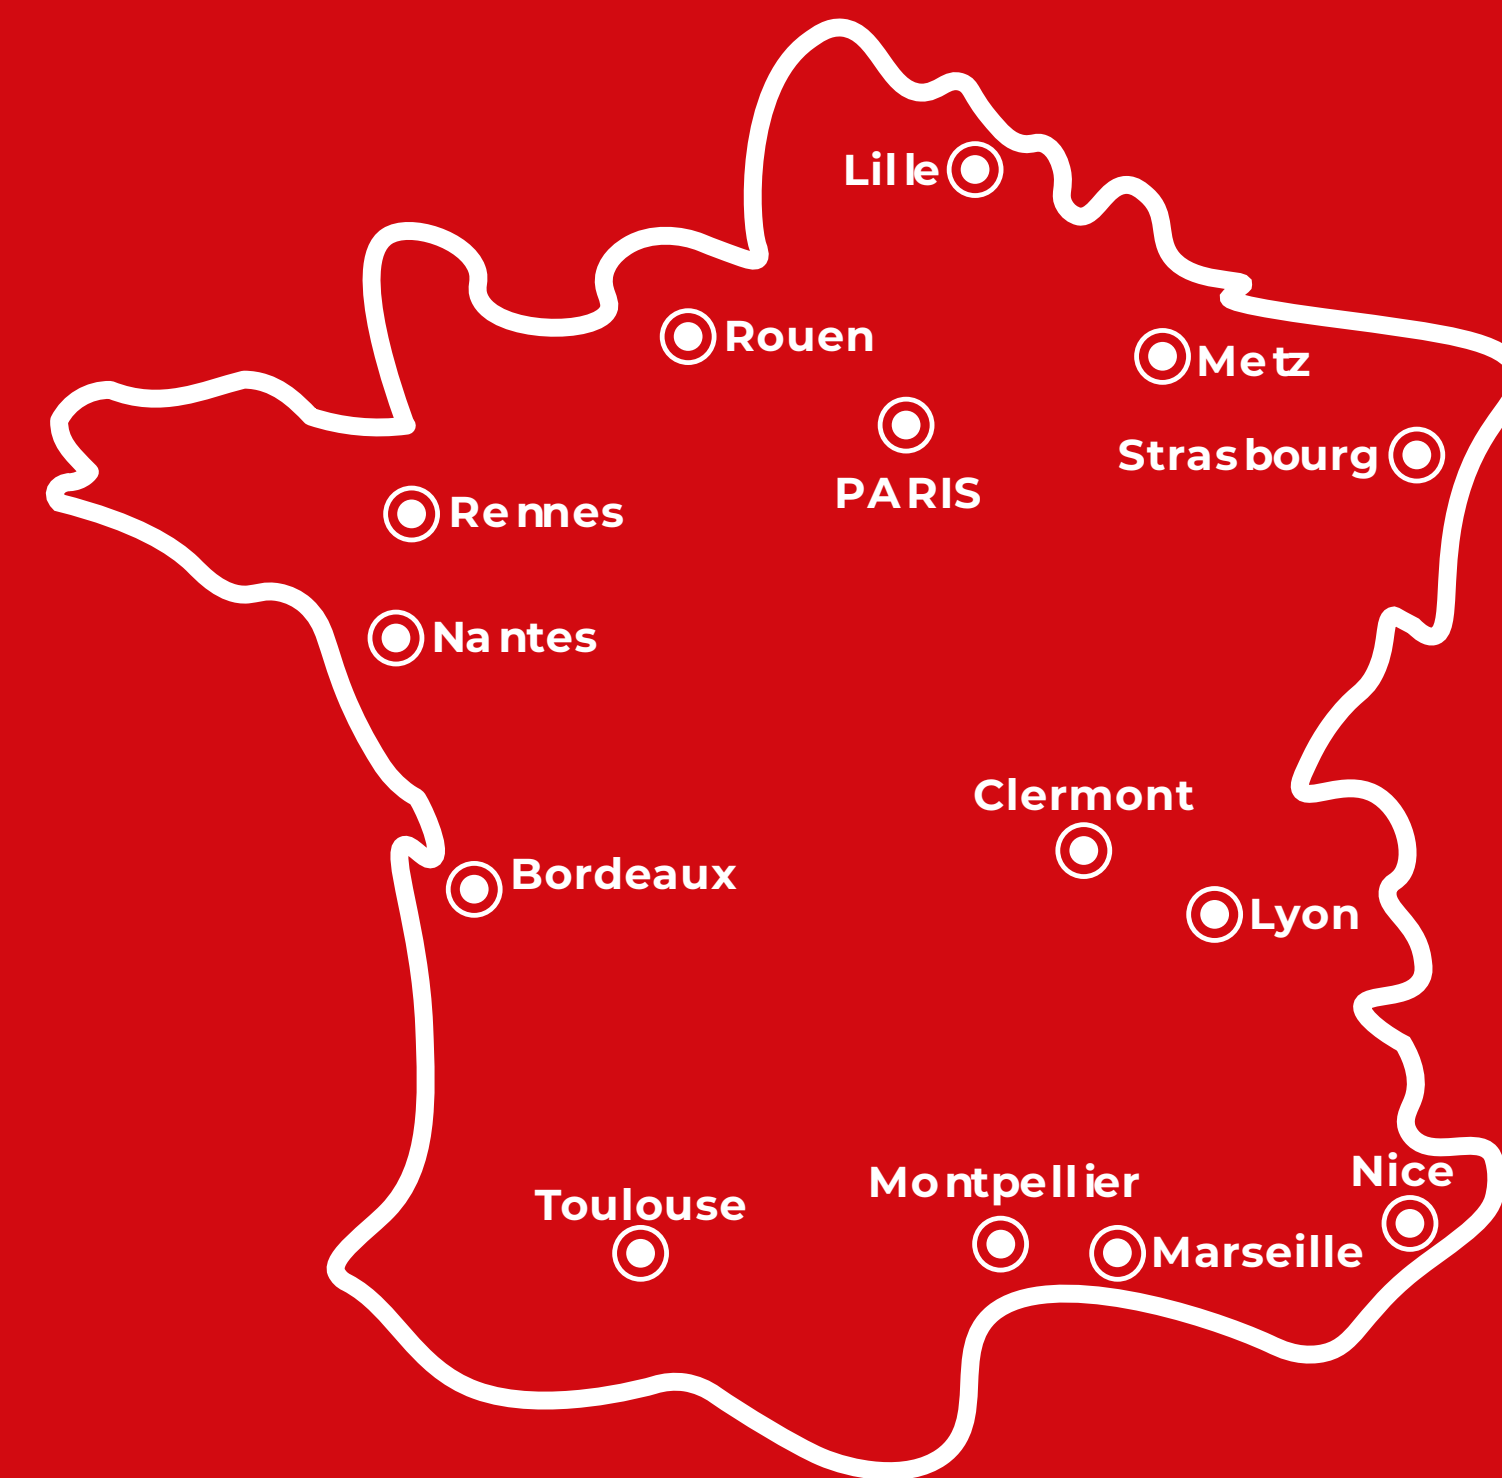 Lille
Rouen
Metz
Strasbourg
PARIS
Rennes
Nantes
Clermont
Bordeaux
Lyon
Nice
Montpellier
Toulouse
Marseille